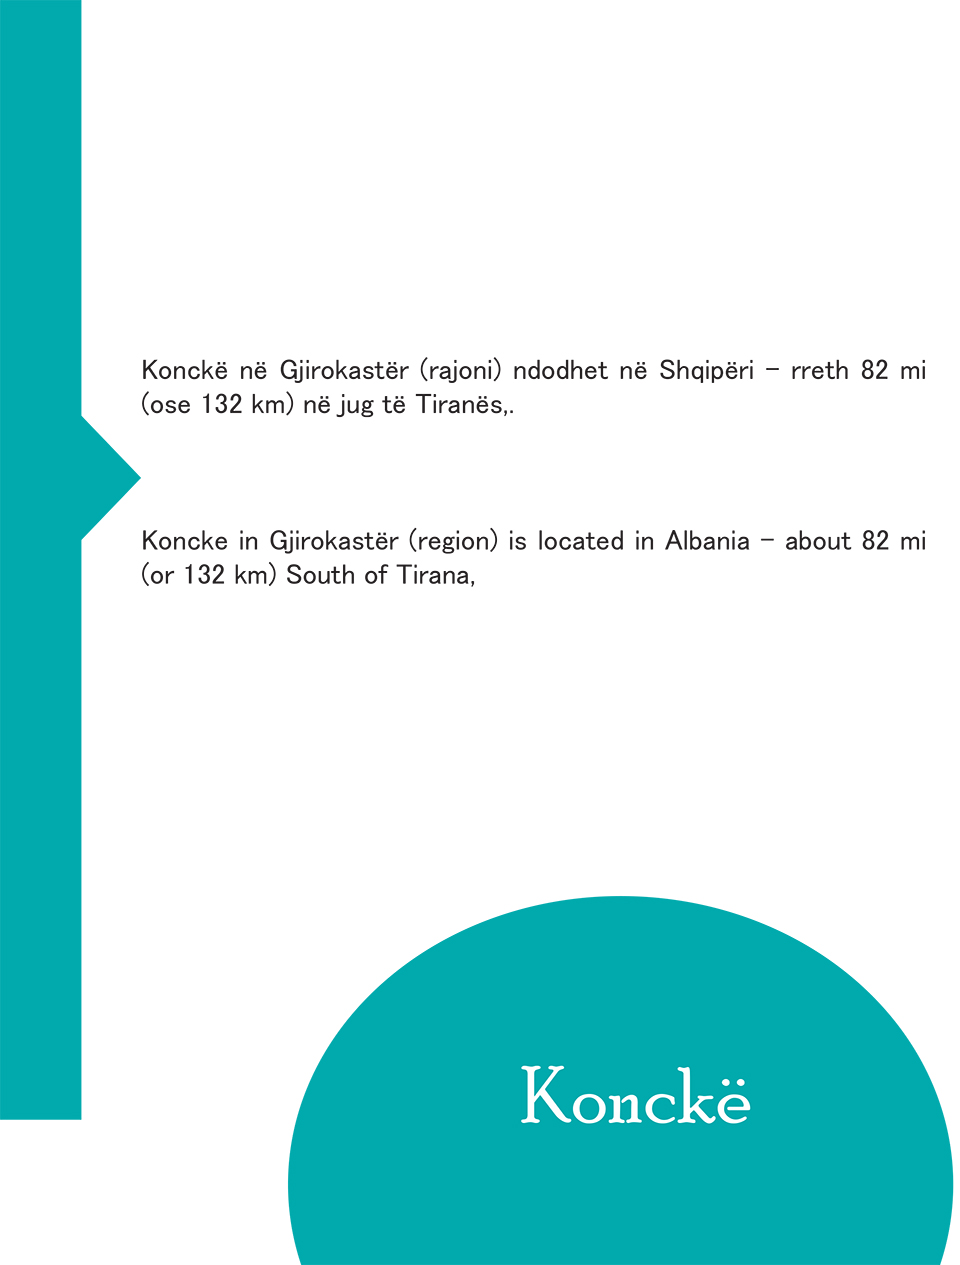 Konckë në Gjirokastër (rajoni) ndodhet në Shqipëri – rreth 82 mi
(ose 132 km) në jug të Tiranës,.
Koncke in Gjirokastër (region) is located in Albania – about 82 mi
(or 132 km) South of Tirana,
Konckë